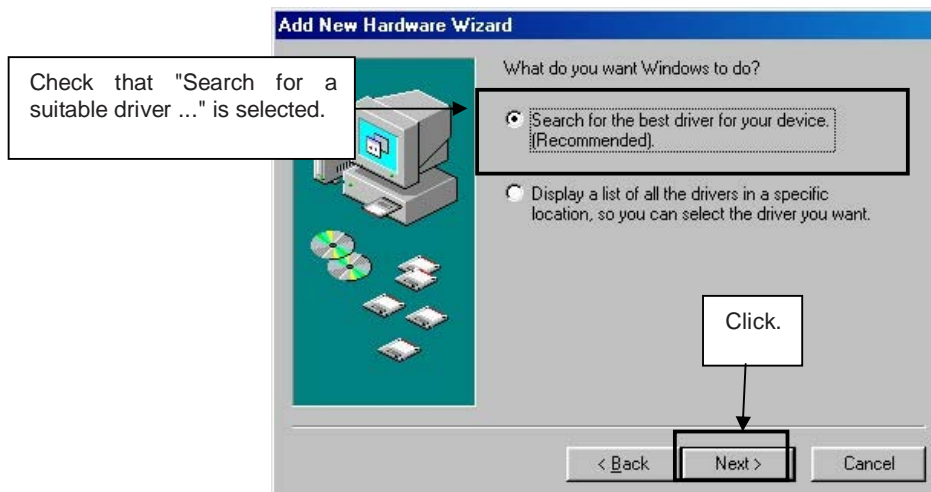 Add New Hardware Wizard
Check that "Search for a
suitable driver ..." is selected.
What do you want Windows to do?
Search for the best driver for your device.
(Recommended).
Display a list of all the drivers in a specific
location, so you can select the driver you want.
Click.
< Back
Next >
Cancel